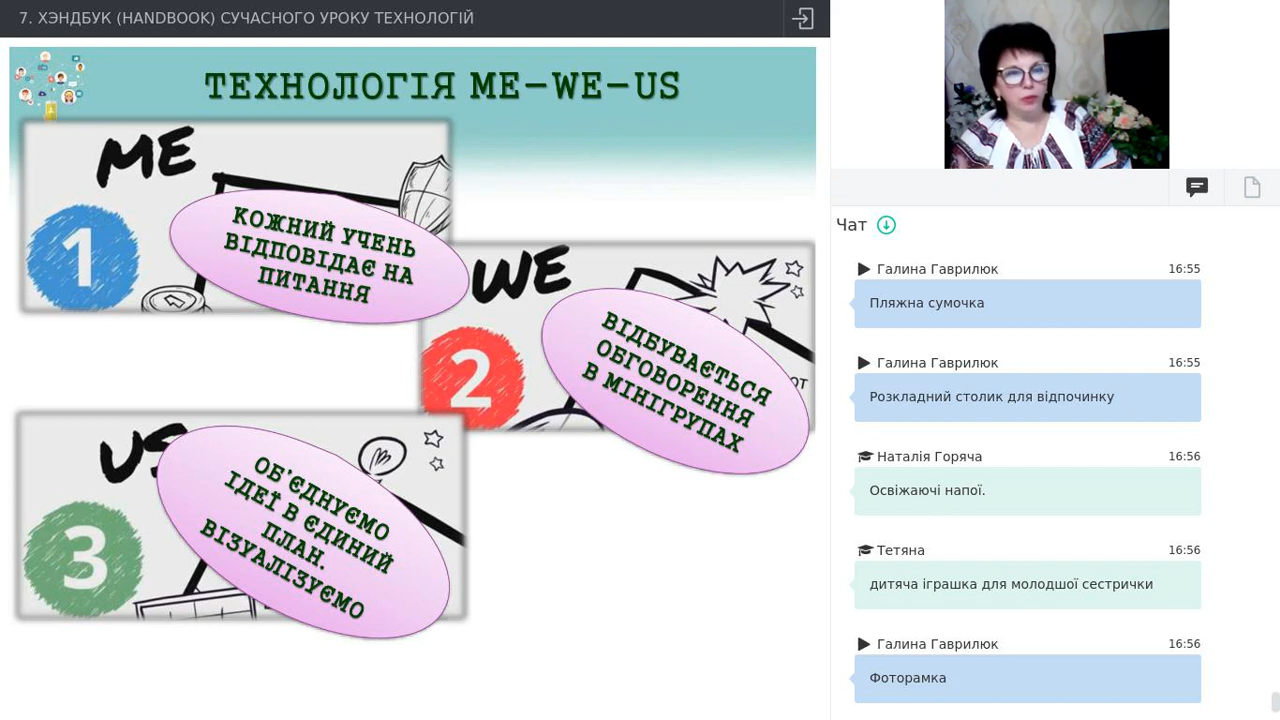 7. ХЭНДБУК (HANDBOOK) СУЧАСНОГО УРОКУ ТЕХНОЛОГІЙ
ТЕХНОЛОГІЯ ME-WE-US
ME
1
КОЖНИЙ УЧЕНЬ
ВІДПОВІДАЄ НА
ПИТАННЯ
WE
2
ВІДБУВАЄТЬСЯ
ОБГОВОРЕННЯ
В МІНІГРУПАХ
US
3
ОБ'ЄДНУЄМО
ІДЕЇ В ЄДИНИЙ
ПЛАН.
ВІЗУАЛІЗУЄМО
Чат
Галина Гаврилюк 16:55
Пляжна сумочка
Галина Гаврилюк 16:55
Розкладний столик для відпочинку
Наталія Горяча 16:56
Освіжаючі напої.
Тетяна 16:56
дитяча іграшка для молодшої сестрички
Галина Гаврилюк 16:56
Фоторамка